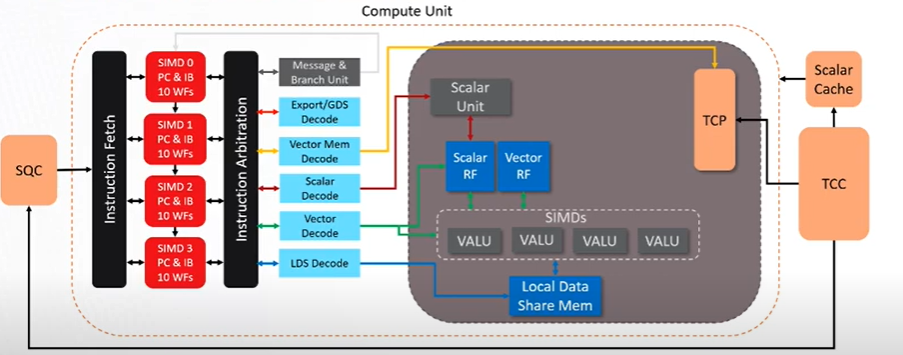 Compute Unit
SQC
Instruction Fetch
SIMD 0
PC & IB
10 WFs
SIMD 1
PC & IB
10 WFs
SIMD 2
PC & IB
10 WFs
SIMD 3
PC & IB
10 WFs
Instruction Arbitration
Message &
Branch Unit
Export/GDS
Decode
Vector Mem
Decode
Scalar
Decode
Vector
Decode
LDS Decode
Scalar
Unit
Scalar
RF
Vector
RF
SIMDs
VALU
VALU
VALU
VALU
Local Data
Share Mem
TCP
Scalar
Cache
TCC